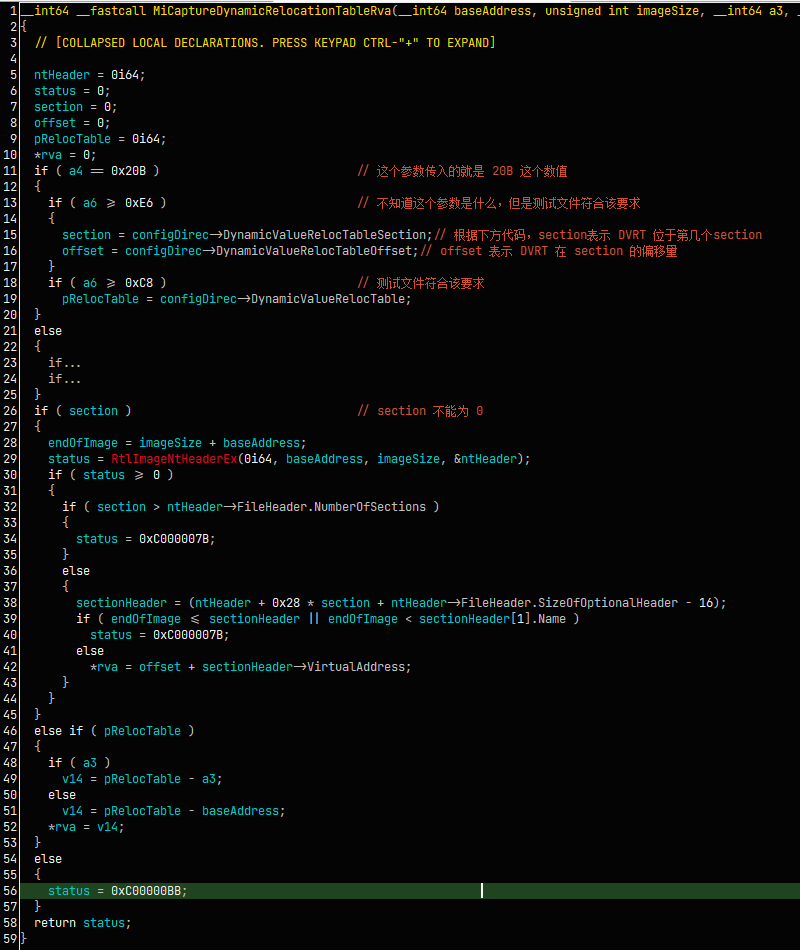 1 __int64 __fastcall MiCaptureDynamicRelocationTableRva(__int64 baseAddress, unsigned int imageSize, __int64 a3,
2 {
3   // [COLLAPSED LOCAL DECLARATIONS. PRESS KEYPAD CTRL-"+" TO EXPAND]
4
5   ntHeader = 0i64;
6   status = 0;
7   section = 0;
8   offset = 0;
9   pRelocTable = 0i64;
10   *rva = 0;
11   if ( a4 == 0x20B )                            // 这个参数传入的就是 20B 这个数值
12   {
13     if ( a6 >= 0xE6 )                           // 不知道这个参数是什么，但是测试文件符合该要求
14     {
15       section = configDirec->DynamicValueRelocTableSection;// 根据下方代码，section表示 DVRT 位于第几个section
16       offset = configDirec->DynamicValueRelocTableOffset;// offset 表示 DVRT 在 section 的偏移量
17     }
18     if ( a6 >= 0xC8 )                           // 测试文件符合该要求
19       pRelocTable = configDirec->DynamicValueRelocTable;
20   }
21   else
22   {
23     if...
24     if...
25   }
26   if ( section )                                // section 不能为 0
27   {
28     endOfImage = imageSize + baseAddress;
29     status = RtlImageNtHeaderEx(0i64, baseAddress, imageSize, &ntHeader);
30     if ( status >= 0 )
31     {
32       if ( section > ntHeader->FileHeader.NumberOfSections )
33       {
34         status = 0xC000007B;
35       }
36       else
37       {
38         sectionHeader = (ntHeader + 0x28 * section + ntHeader->FileHeader.SizeOfOptionalHeader - 16);
39         if ( endOfImage <= sectionHeader || endOfImage < sectionHeader[1].Name )
40           status = 0xC000007B;
41         else
42           *rva = offset + sectionHeader->VirtualAddress;
43       }
44     }
45   }
46   else if ( pRelocTable )
47   {
48     if ( a3 )
49       v14 = pRelocTable - a3;
50     else
51       v14 = pRelocTable - baseAddress;
52     *rva = v14;
53   }
54   else
55   {
56     status = 0xC00000BB;
57   }
58   return status;
59 }